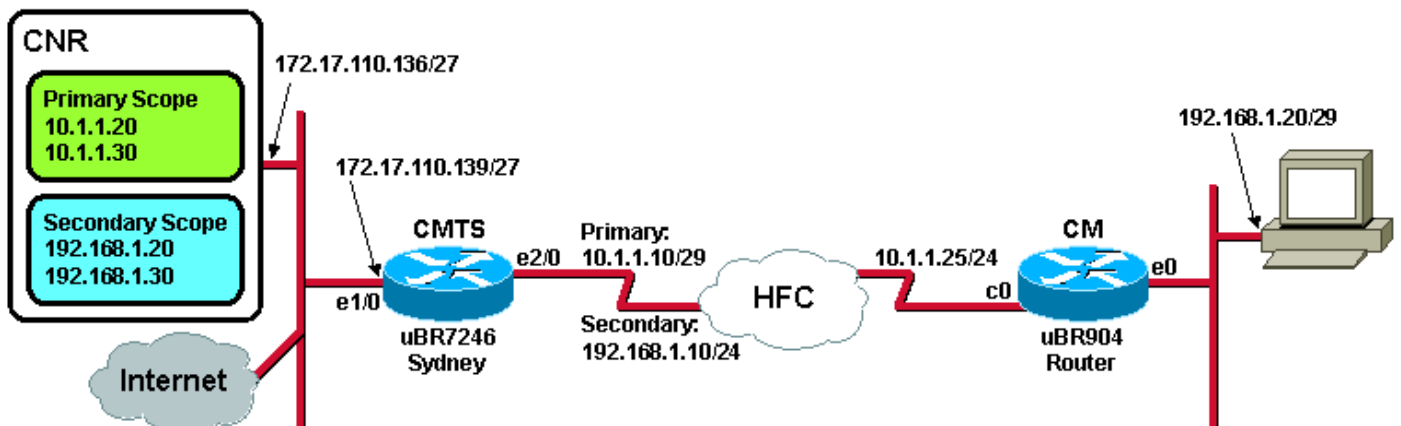 CNR
172.17.110.136/27
Primary Scope
10.1.1.20
10.1.1.30
192.168.1.20/29
172.17.110.139/27
Secondary Scope
192.168.1.20
192.168.1.30
CMTS
Primary:
10.1.1.10/29
e2/0
10.1.1.25/24
CM
e0
e1/0
HFC
c0
uBR7246
Sydney
Secondary:
192.168.1.10/24
uBR904
Router
Internet